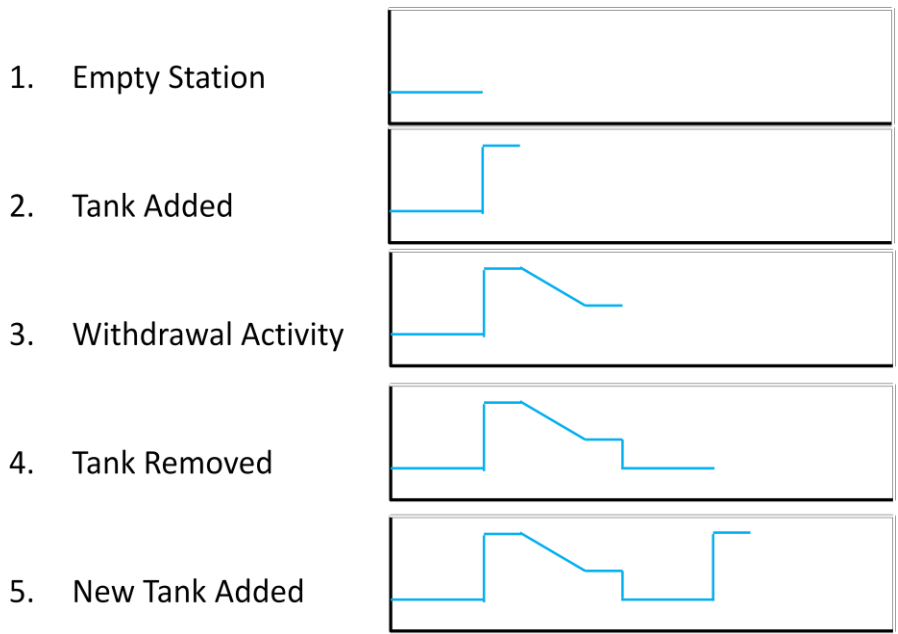 1. Empty Station
2. Tank Added
3. Withdrawal Activity
4. Tank Removed
5. New Tank Added